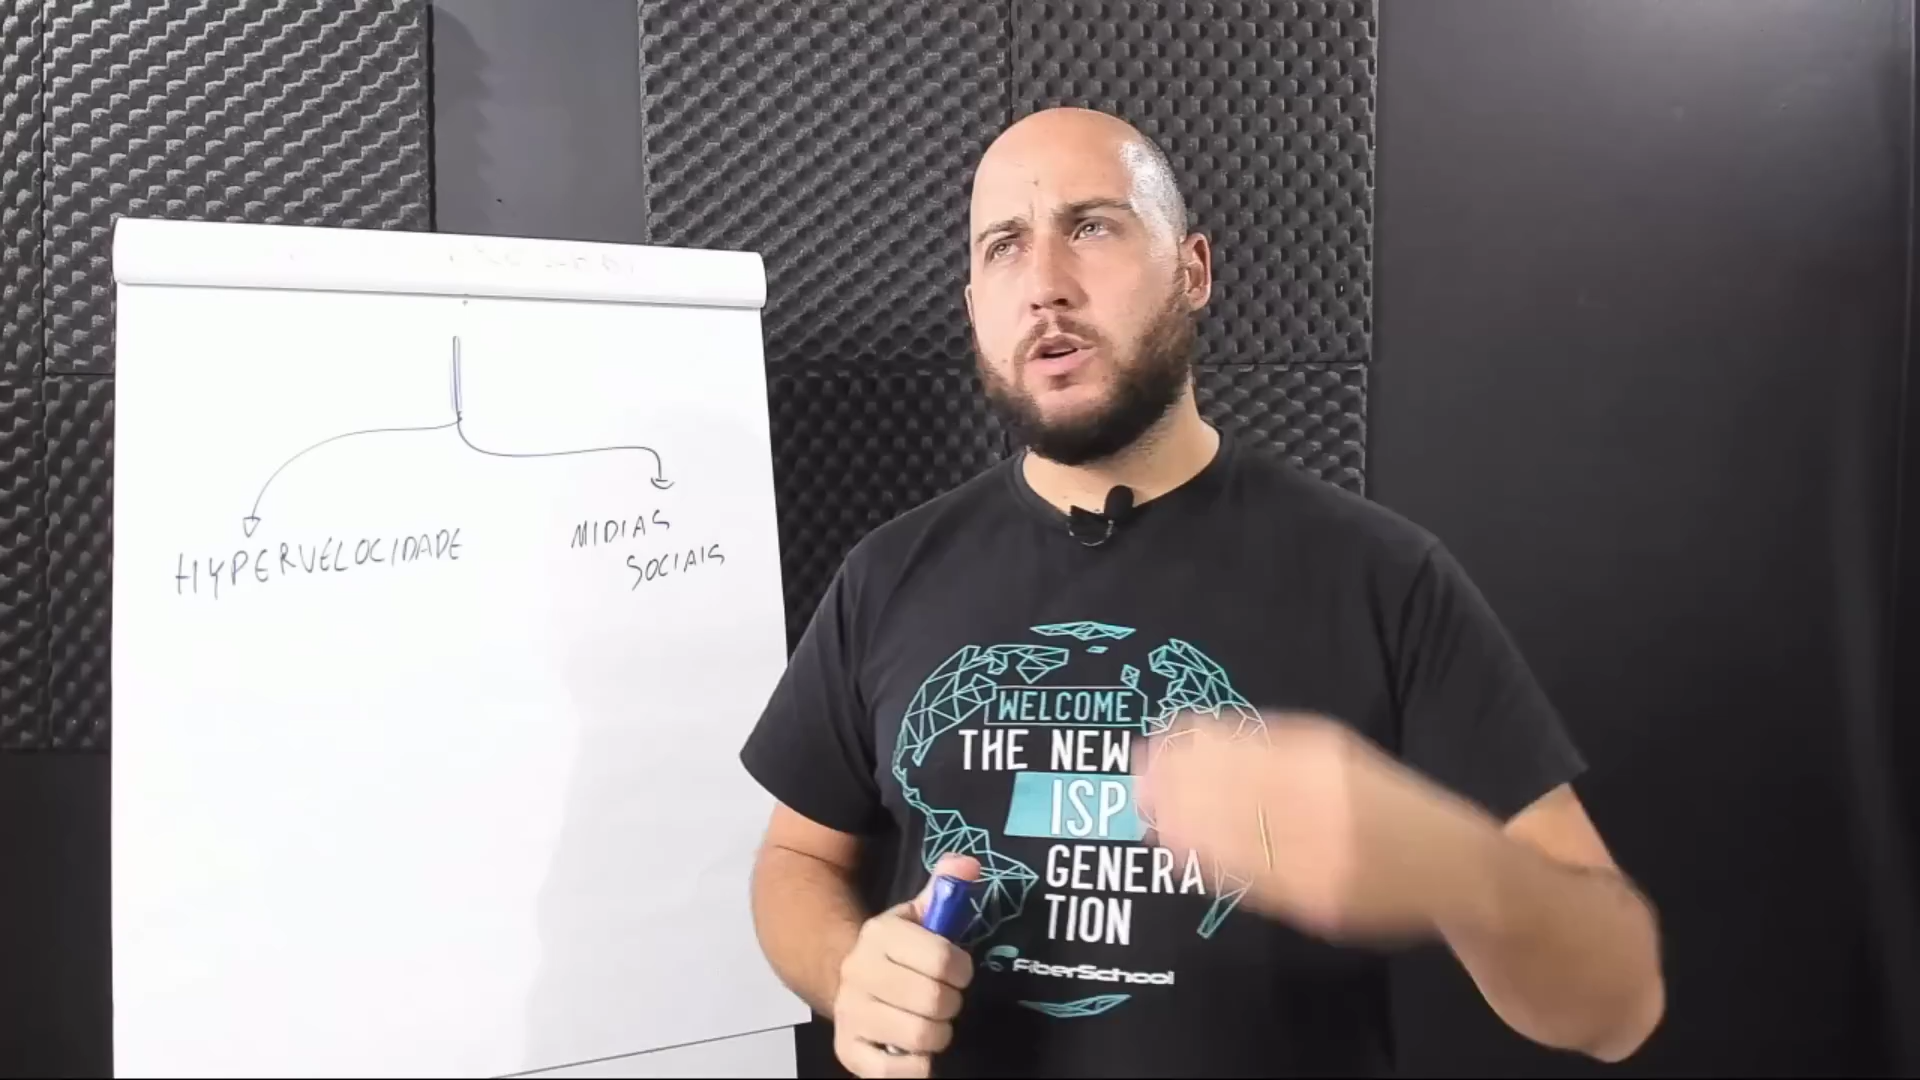 HYPERVELOCIDADE
MIDIAS
SOCIAIS
WELCOME
THE NEW
ISP
GENERA
TION
FiberSchool